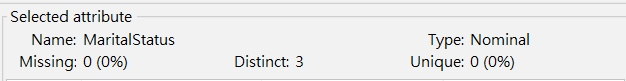 Selected attribute
Name: MaritalStatus Type: Nominal
Missing: 0 (0%) Distinct: 3 Unique: 0 (0%)